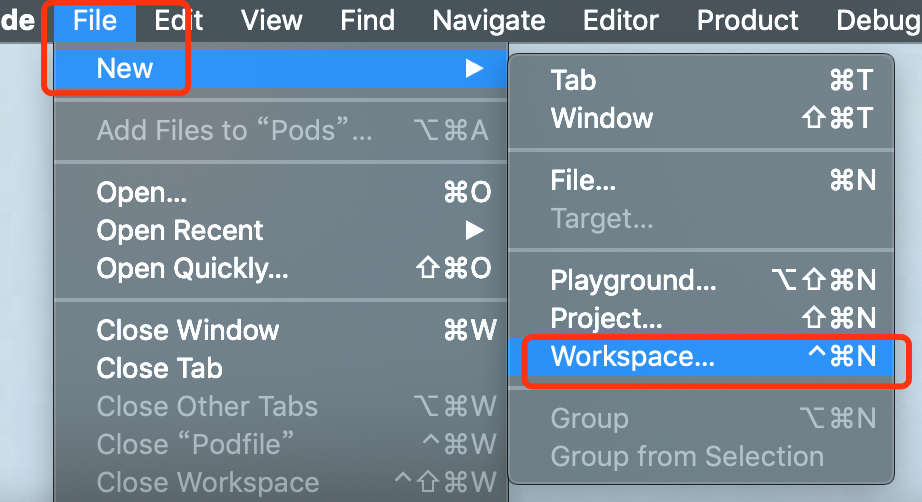 de File Edit View Find Navigate Editor Product Debug
New ▶
Add Files to “Pods”... ⌥⌘A
Open... ⌘O
Open Recent ▶
Open Quickly... ⇧⌘O
Close Window ⌘W
Close Tab
Close Other Tabs ⌥⌘W
Close “Podfile” ^⌘W
Close Workspace ^⇧⌘W
Tab ⌘T
Window ⇧⌘T
File... ⌘N
Target...
Playground... ⌥⇧⌘N
Project... ⇧⌘N
Workspace... ^⌘N
Group ⌥⌘N
Group from Selection